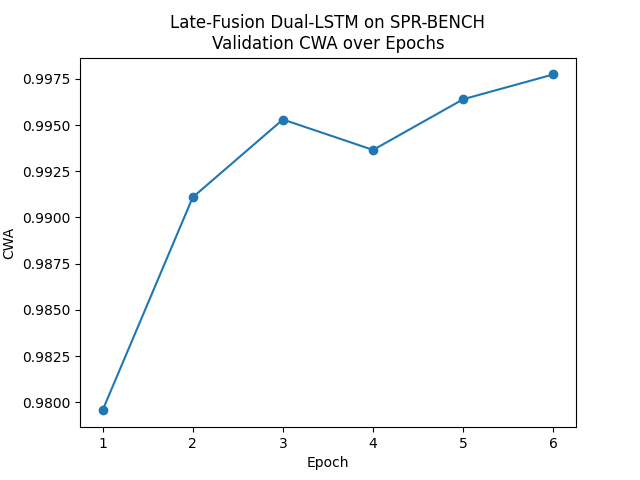 Late-Fusion Dual-LSTM on SPR-BENCH
Validation CWA over Epochs
0.9975
0.9950
0.9925
0.9900
0.9875
0.9850
0.9825
0.9800
CWA
1 2 3 4 5 6
Epoch